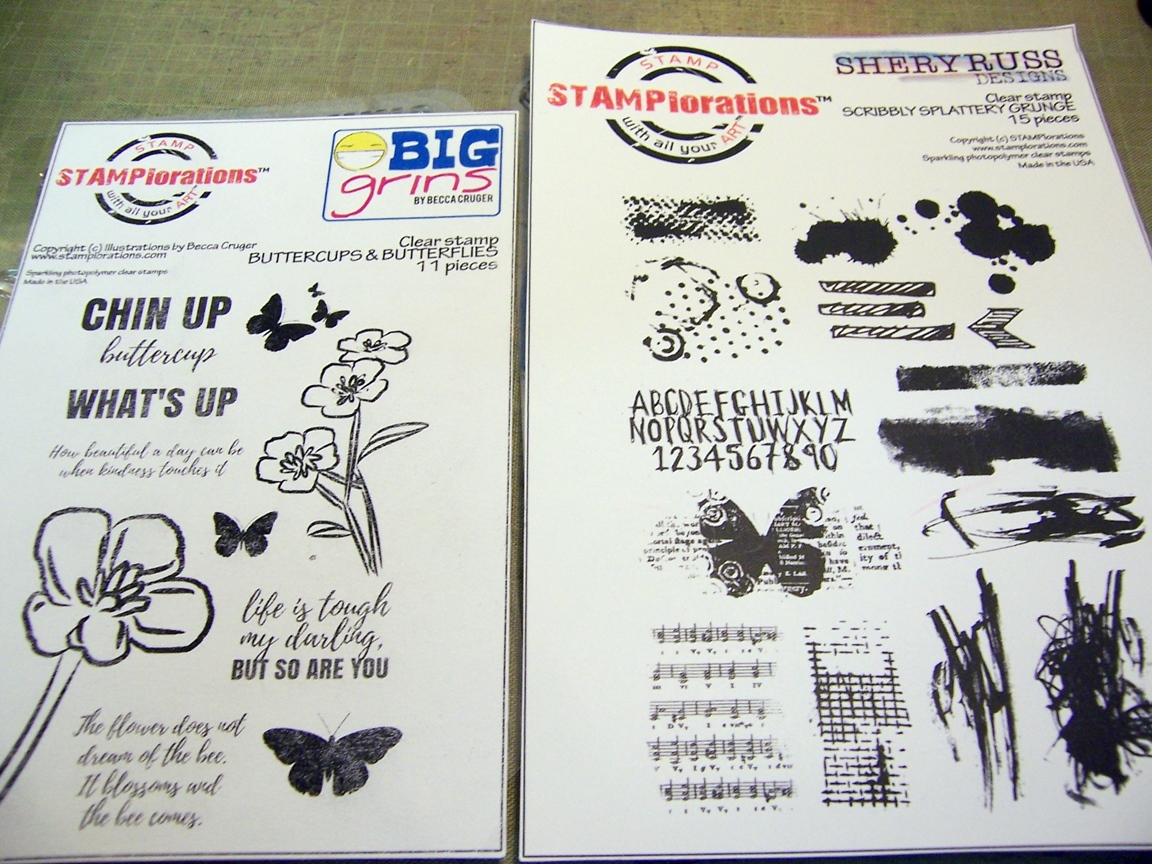 STAMP
STAMPlorations™
with all your ART
BIG
grins
BY BECCA CRUGER
Copyright (c) Illustrations by Becca Cruger
www.stamplorations.com
Sparkling photopolymer clear stamps
Made in the USA
Clear stamp
BUTTERCUPS & BUTTERFLIES
11 pieces
CHIN UP
buttercup
WHAT'S UP
How beautiful a day can be
when kindness touches it
life is tough
my darling,
BUT SO ARE YOU
The flower does not
dream of the bee.
It blossoms and
the bee comes.
STAMP
STAMPlorations™
with all your ART
SHERY RUSS
DESIGNS
Clear stamp
SCRIBBLY SPLATTERY GRUNGE
15 pieces
Copyright (c) STAMPlorations
www.stamplorations.com
Sparkling photopolymer clear stamps
Made in the USA
ABCDEFGHIJKLM
NOPQRSTUVWXYZ
1234567890